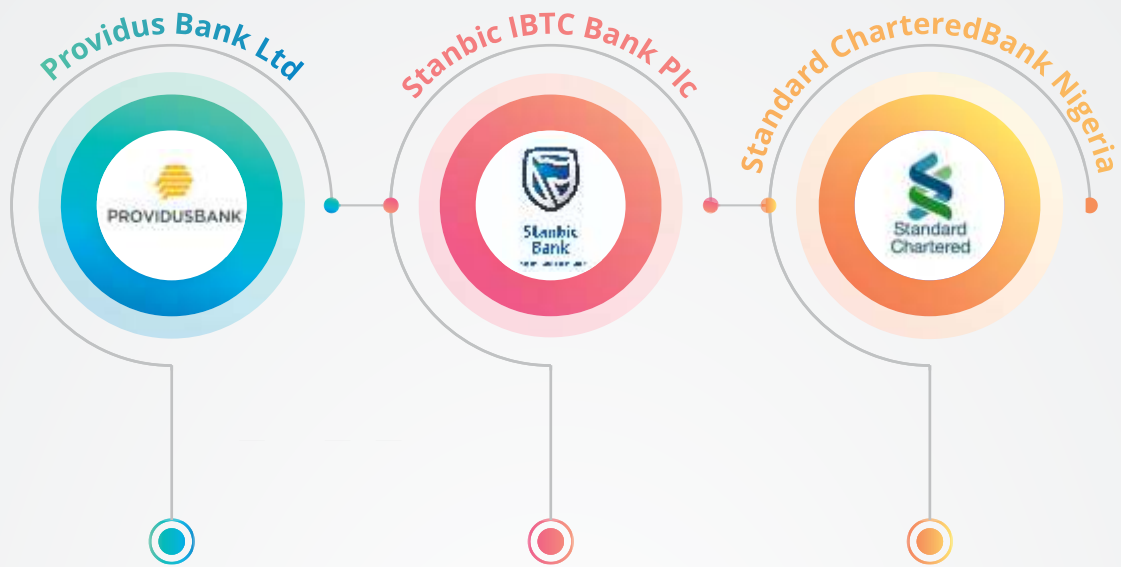 Providus Bank Ltd
Stanbic IBTC Bank Plc
Standard CharteredBank Nigeria
PROVIDUSBANK
Stanbic
Bank
Standard
Chartered